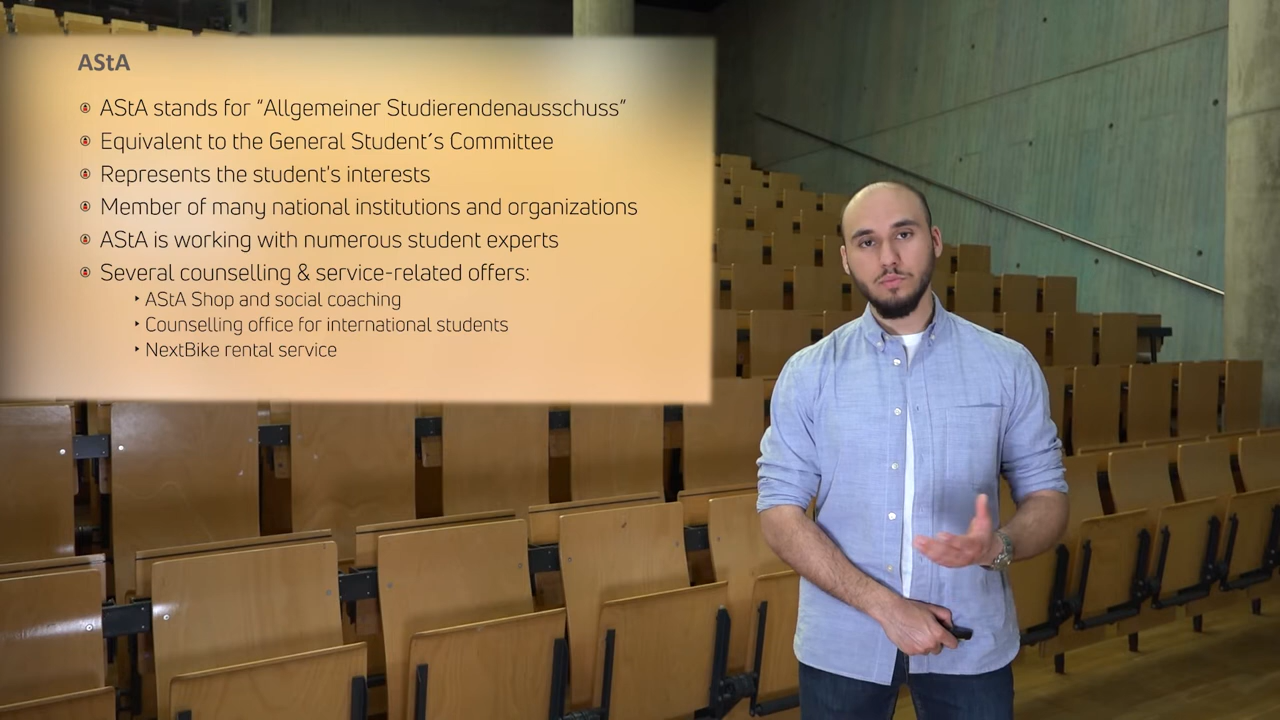 AStA
AStA stands for “Allgemeiner Studierendenausschuss”
Equivalent to the General Student´s Committee
Represents the student's interests
Member of many national institutions and organizations
AStA is working with numerous student experts
Several counselling & service-related offers:
AStA Shop and social coaching
Counselling office for international students
NextBike rental service